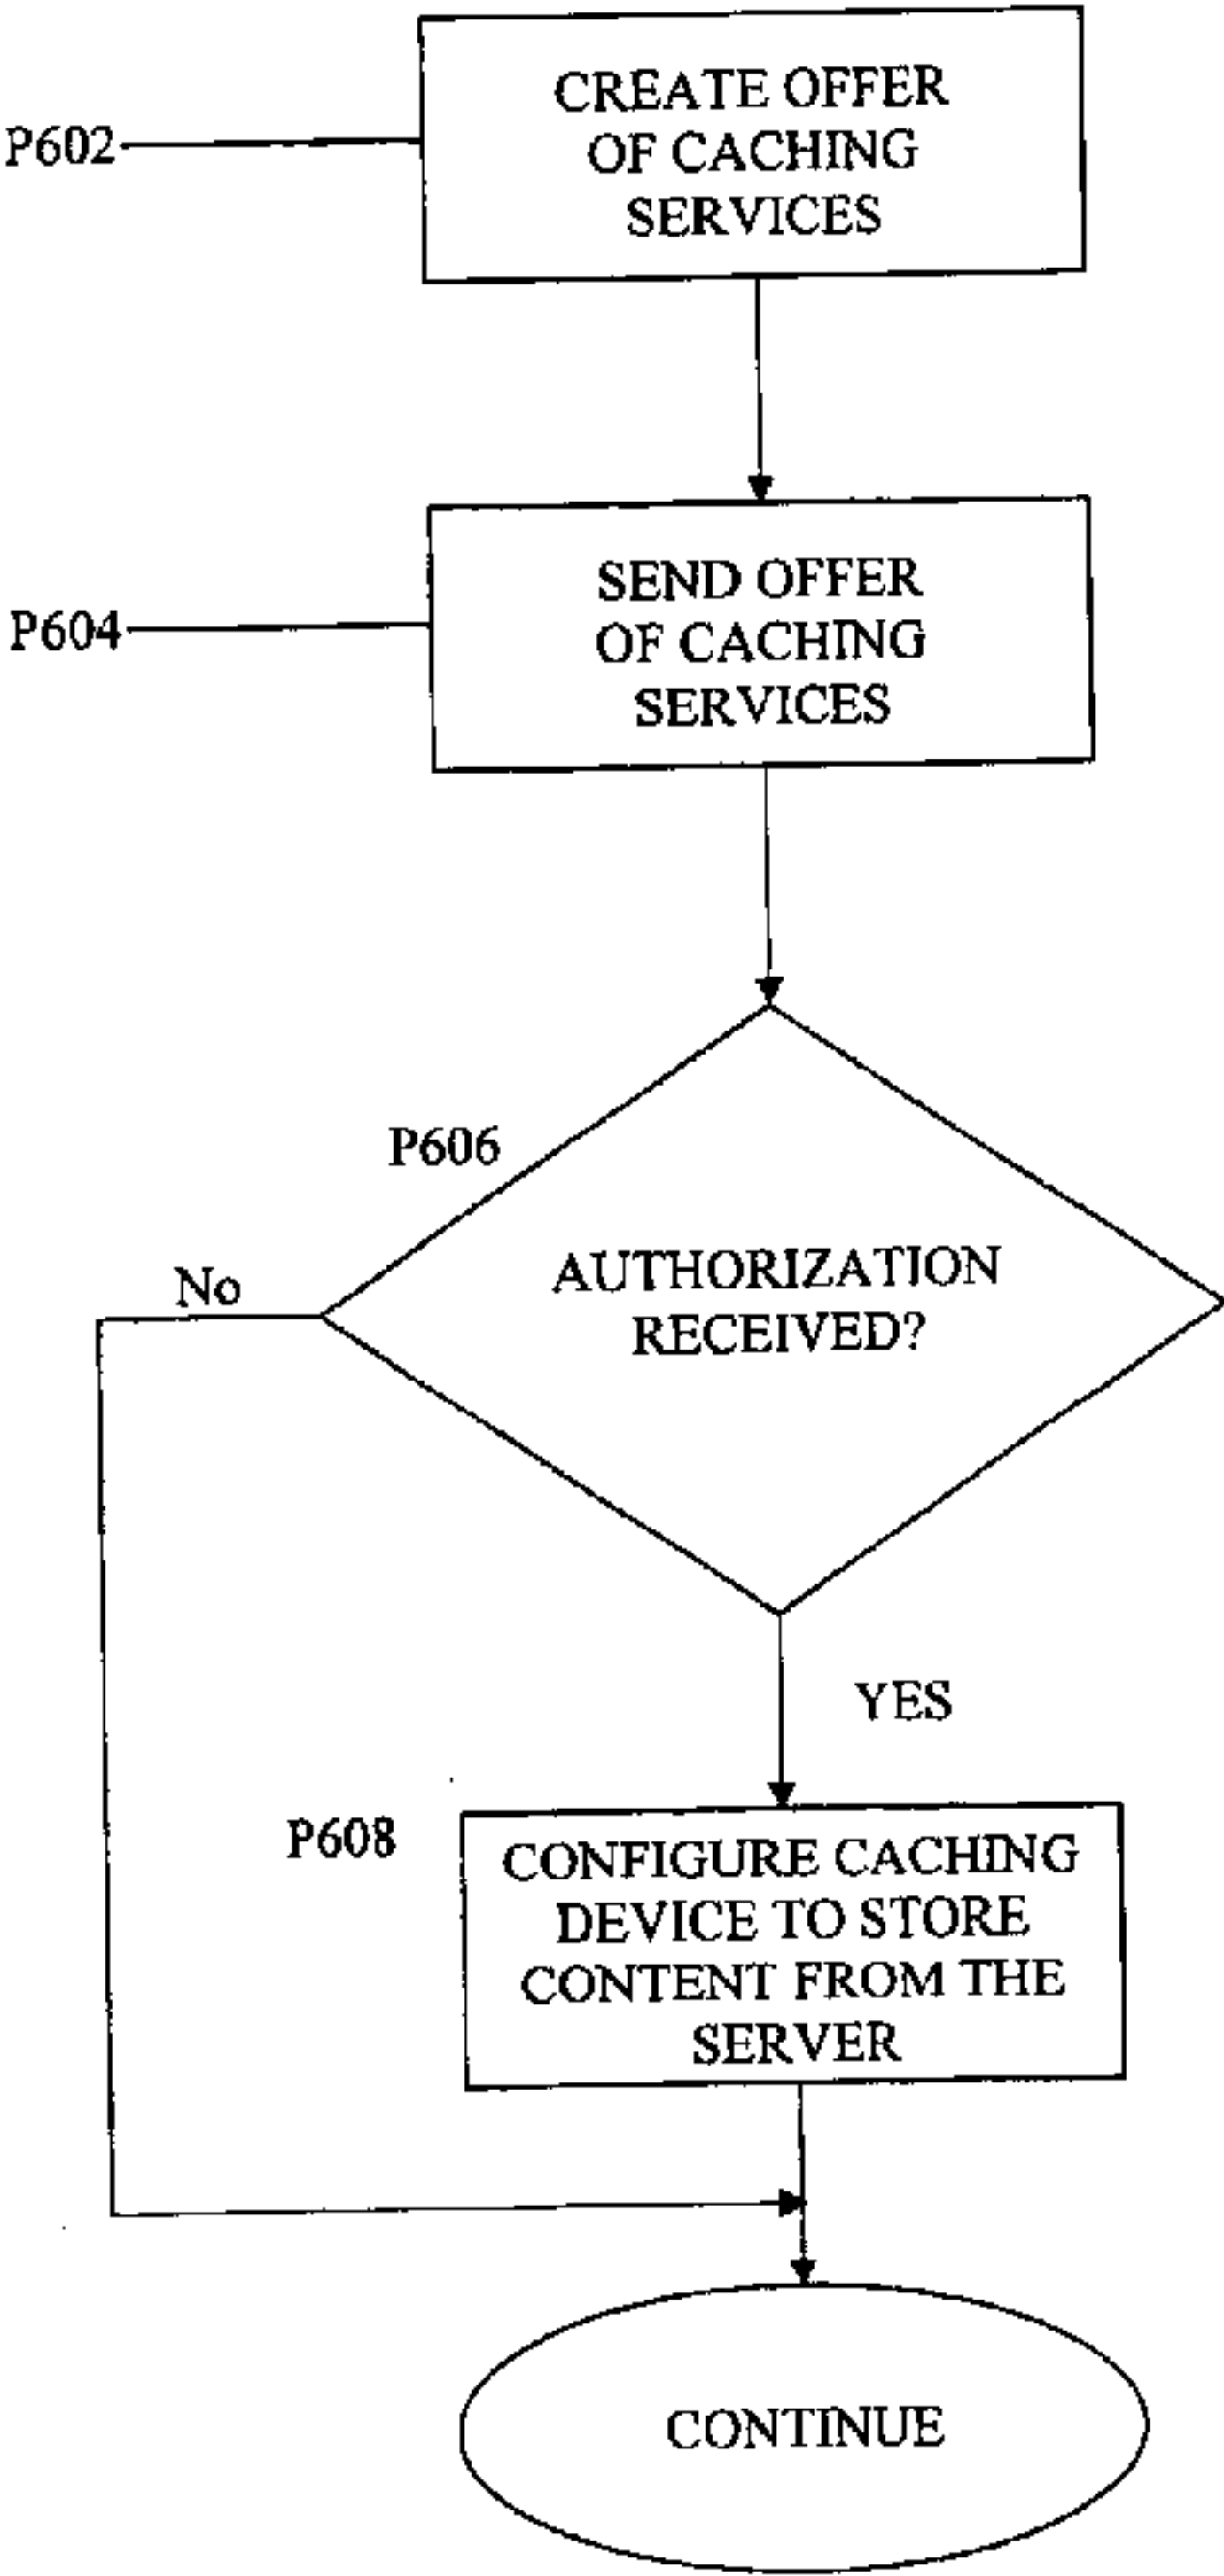 CREATE OFFER
OF CACHING
SERVICES
P602
SEND OFFER
OF CACHING
SERVICES
P604
P606
AUTHORIZATION
RECEIVED?
No
YES
P608
CONFIGURE CACHING
DEVICE TO STORE
CONTENT FROM THE
SERVER
CONTINUE